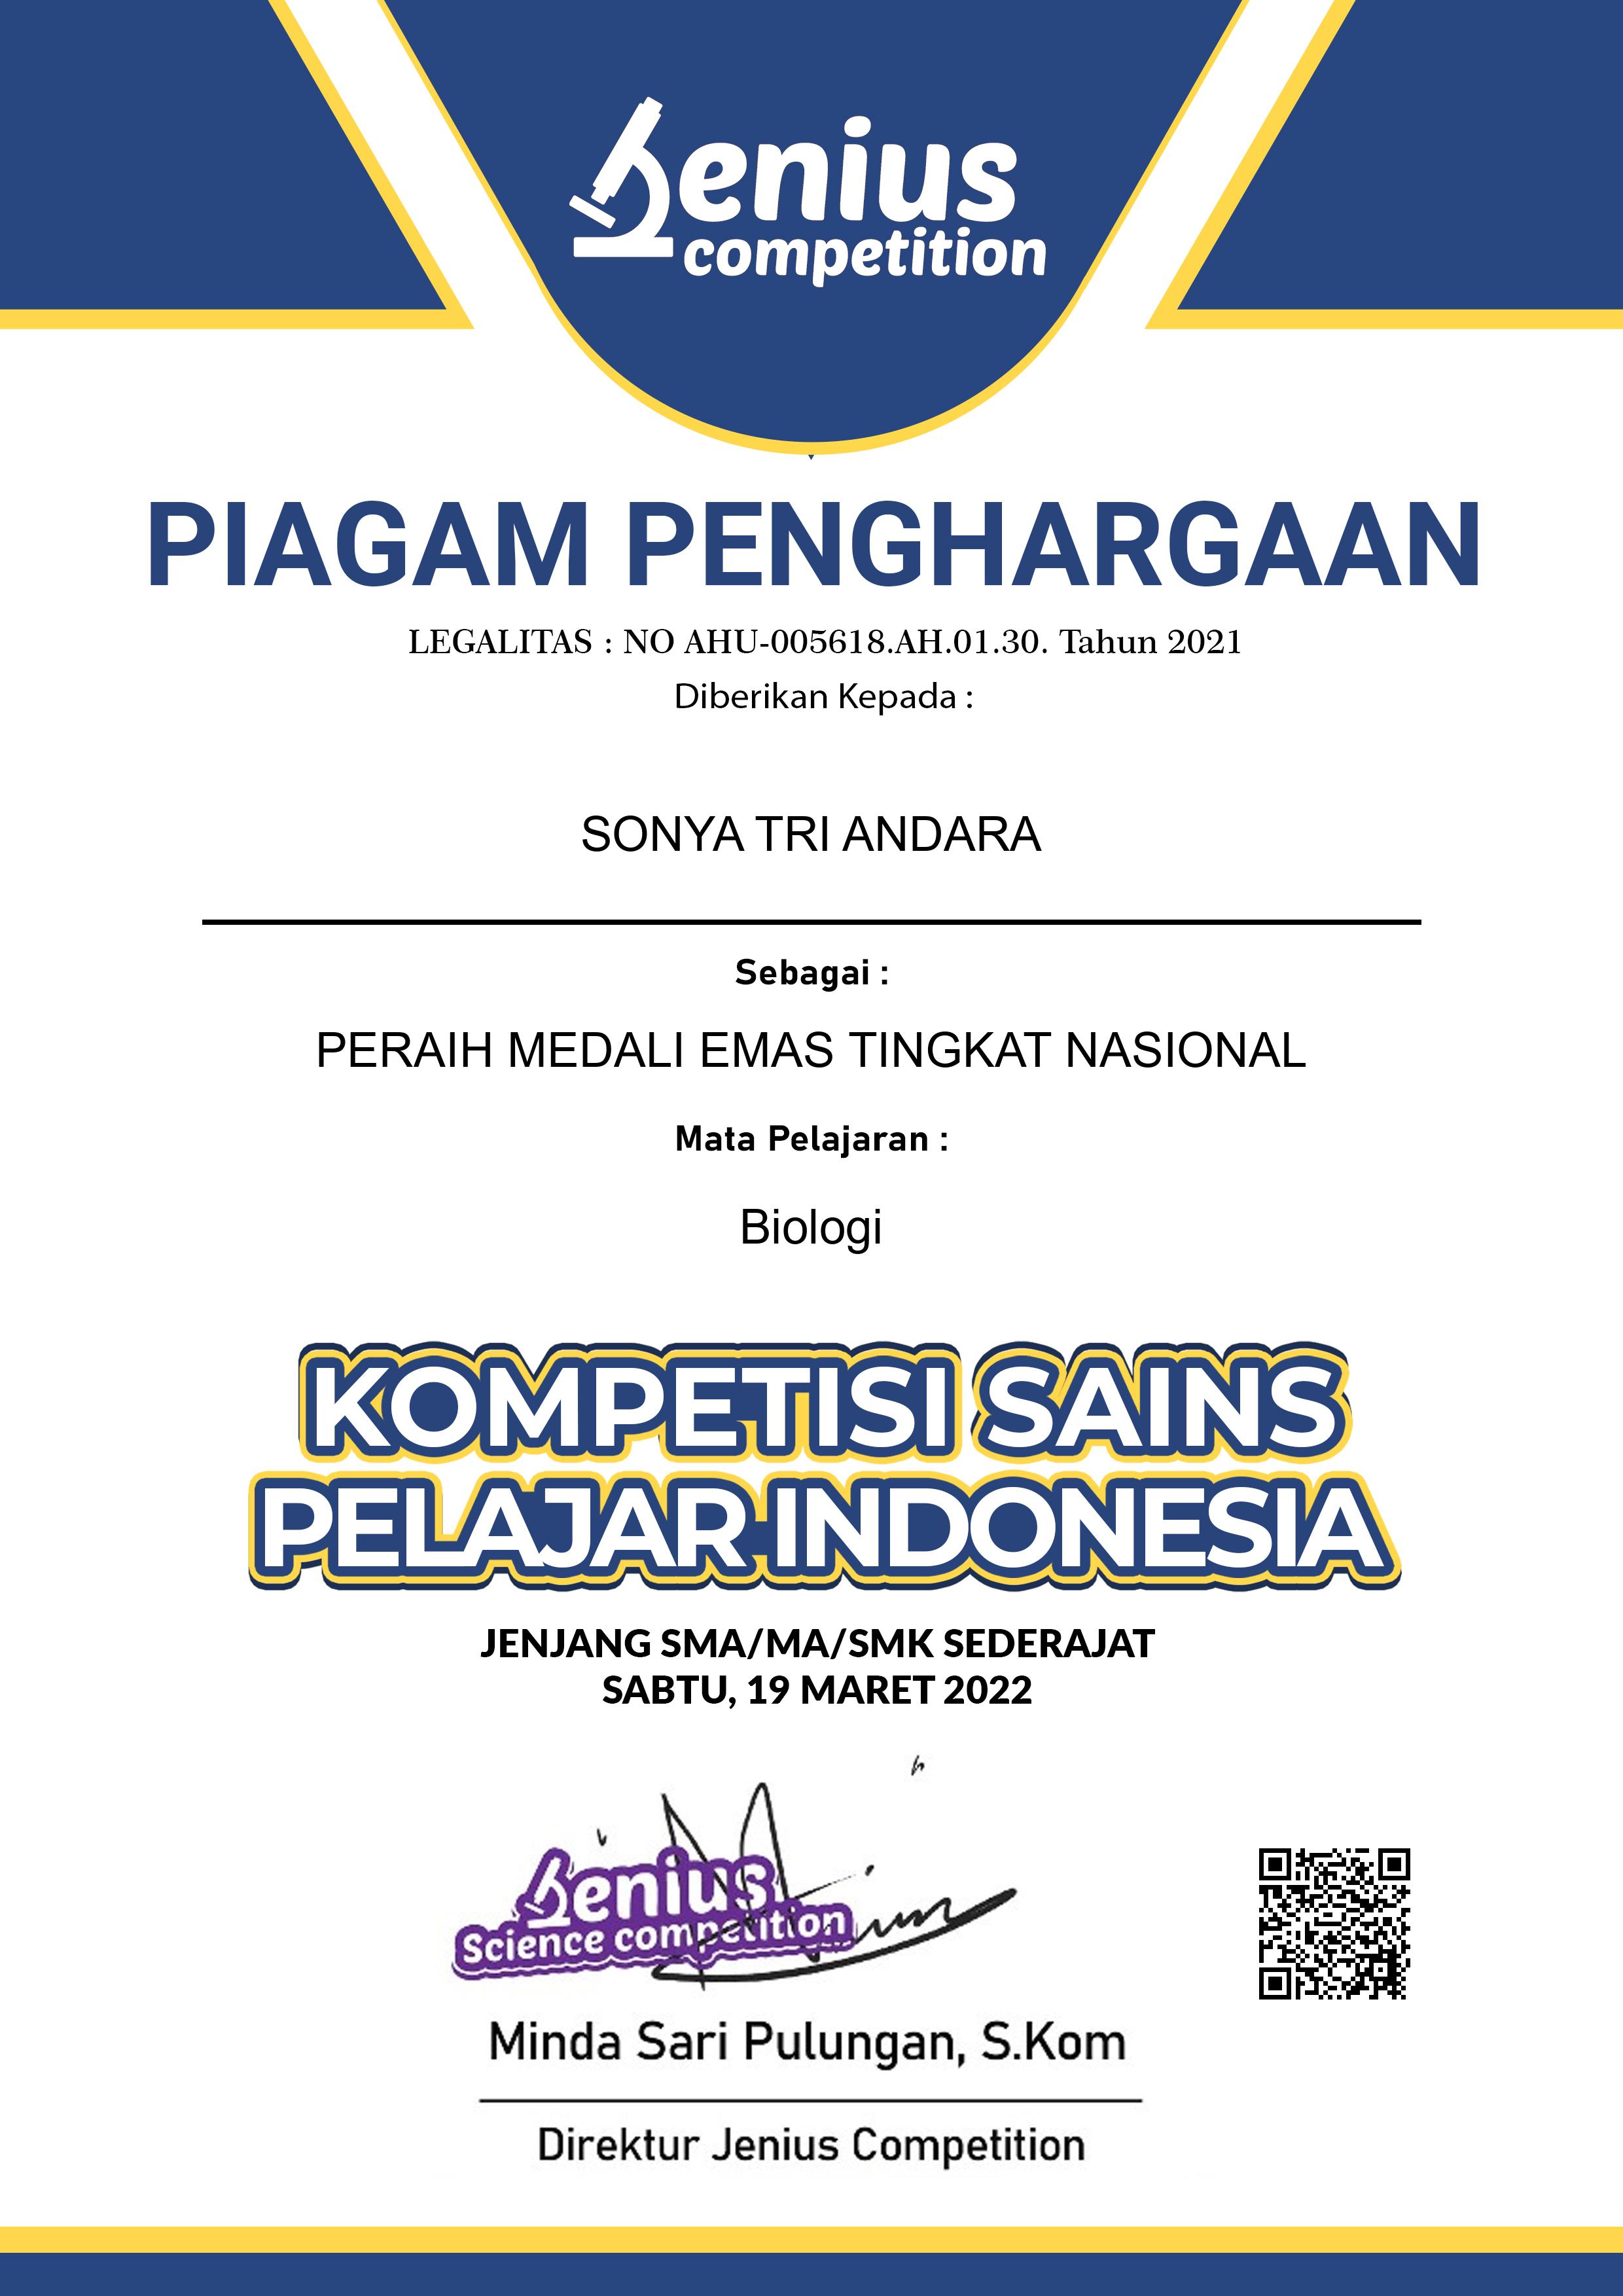 Jenius
competition
PIAGAM PENGHARGAAN
LEGALITAS : NO AHU-005618.AH.01.30. Tahun 2021
Diberikan Kepada :
SONYA TRI ANDARA
Sebagai :
PERAIH MEDALI EMAS TINGKAT NASIONAL
Mata Pelajaran :
Biologi
KOMPETISI SAINS
PELAJAR INDONESIA
JENJANG SMA/MA/SMK SEDERAJAT
SABTU, 19 MARET 2022
Jenius
Science competition
Minda Sari Pulungan, S.Kom
Direktur Jenius Competition